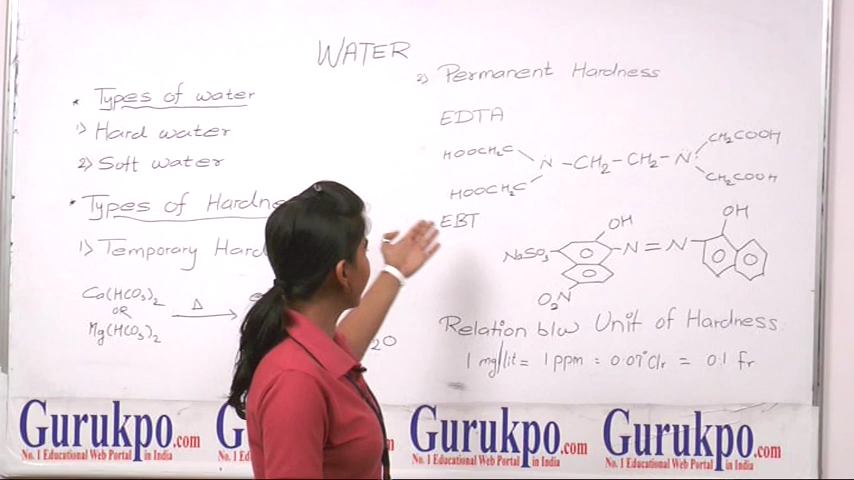 WATER
* Types of water
1) Hard water
2) Soft water
* Types of Hardne
1) Temporary Hard
Ca(HCO3)2
OR
Mg(HCO3)2
Δ
2O
2) Permanent Hardness
EDTA
HOOCH2C
HOOCH2C
N - CH2 - CH2 - N
CH2COOH
CH2COOH
EBT
NaSO3
OH
N = N
OH
O2N
Relation b/w Unit of Hardness
1 mg/lit = 1 ppm = 0.07°Clr = 0.1 fr
Gurukpo.com
No. 1 Educational Web Portal in India
G
No. 1 E
m
Gurukpo.com
No. 1 Educational Web Portal in India
Gurukpo.com
No. 1 Educational Web Portal in India